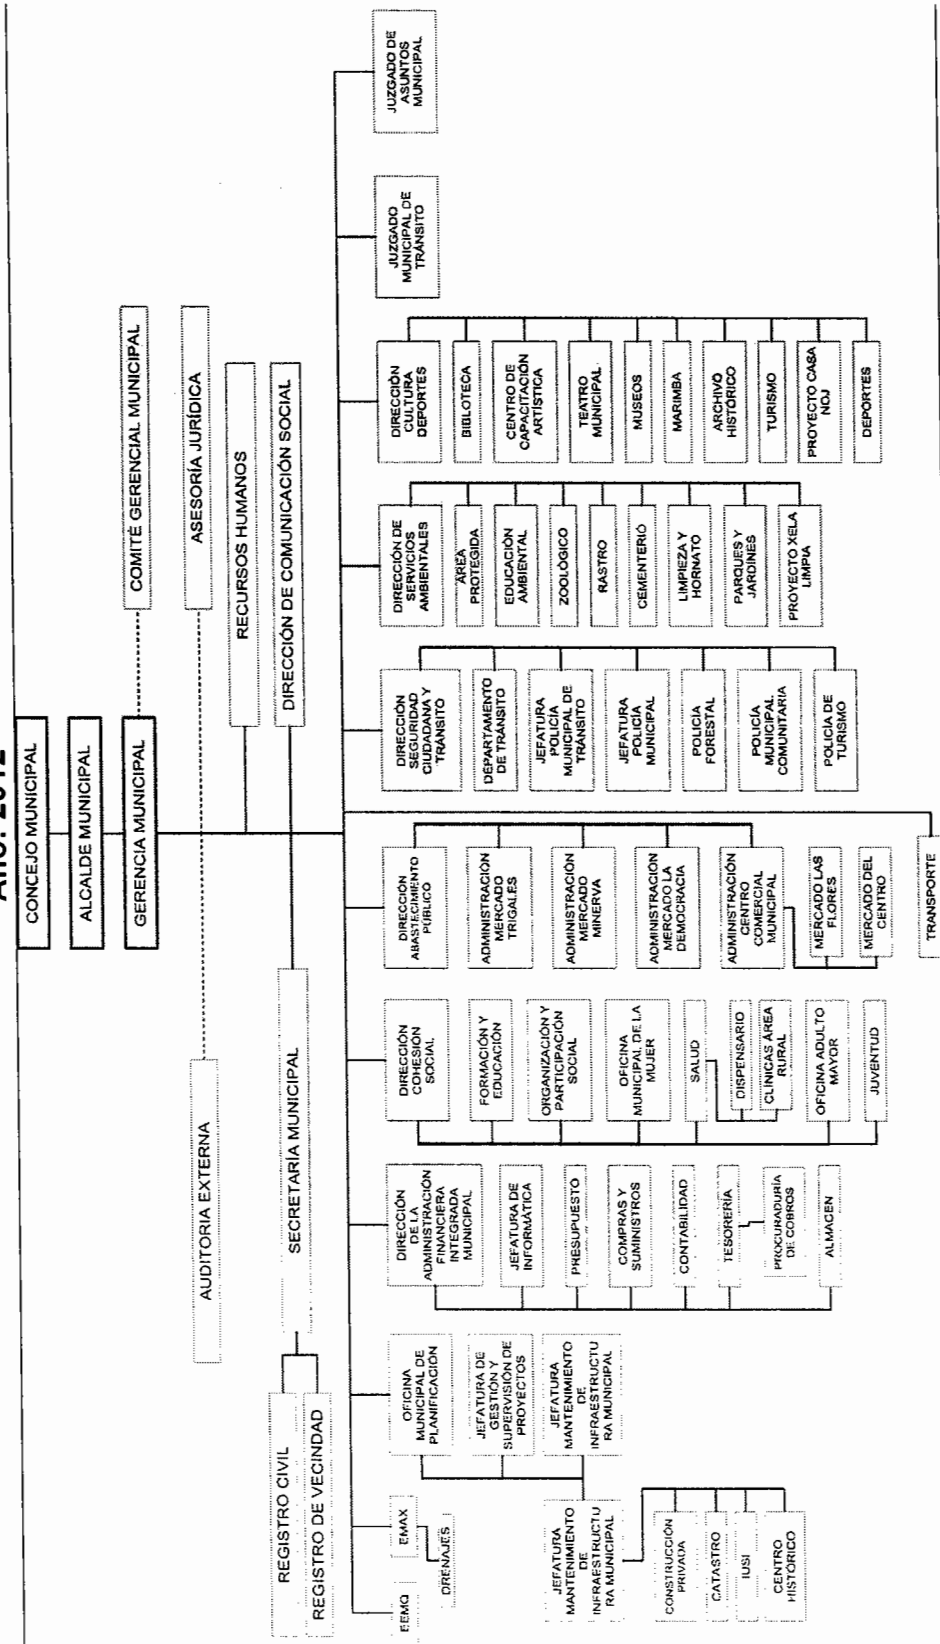 Año: 2012
CONCEJO MUNICIPAL
ALCALDE MUNICIPAL
GERENCIA MUNICIPAL
COMITÉ GERENCIAL MUNICIPAL
AUDITORIA EXTERNA
ASESORÍA JURÍDICA
RECURSOS HUMANOS
SECRETARÍA MUNICIPAL
DIRECCIÓN DE COMUNICACIÓN SOCIAL
REGISTRO CIVIL
REGISTRO DE VECINDAD
EEMQ
EMAX
DRENAJES
OFICINA
MUNICIPAL DE
PLANIFICACIÓN
JEFATURA DE
GESTIÓN Y
SUPERVISIÓN DE
PROYECTOS
JEFATURA
MANTENIMIENTO
DE
INFRAESTRUCTU
RA MUNICIPAL
JEFATURA
MANTENIMIENTO
DE
INFRAESTRUCTU
RA MUNICIPAL
CONSTRUCCIÓN
PRIVADA
CATASTRO
IUSI
CENTRO
HISTÓRICO
DIRECCIÓN
DE LA
ADMINISTRACIÓN
FINANCIERA
INTEGRADA
MUNICIPAL
JEFATURA DE
INFORMÁTICA
PRESUPUESTO
COMPRAS Y
SUMINISTROS
CONTABILIDAD
TESORERÍA
PROCURADURÍA
DE COBROS
ALMACEN
DIRECCIÓN
COHESIÓN
SOCIAL
FORMACIÓN Y
EDUCACIÓN
ORGANIZACIÓN Y
PARTICIPACIÓN
SOCIAL
OFICINA
MUNICIPAL DE LA
MUJER
SALUD
DISPENSARIO
CLÍNICAS ÁREA
RURAL
OFICINA ADULTO
MAYOR
JUVENTUD
DIRECCIÓN
ABASTECIMIENTO
PÚBLICO
ADMINISTRACIÓN
MERCADO
TRIGALES
ADMINISTRACIÓN
MERCADO
MINERVA
ADMINISTRACIÓN
MERCADO LA
DEMOCRACIA
ADMINISTRACIÓN
CENTRO
COMERCIAL
MUNICIPAL
MERCADO LAS
FLORES
MERCADO DEL
CENTRO
TRANSPORTE
DIRECCIÓN
SEGURIDAD
CIUDADANA Y
TRÁNSITO
DEPARTAMENTO
DE TRÁNSITO
JEFATURA
POLICÍA
MUNICIPAL DE
TRÁNSITO
JEFATURA
POLICÍA
MUNICIPAL
POLICÍA
FORESTAL
POLICÍA
MUNICIPAL
COMUNITARIA
POLICÍA DE
TURISMO
DIRECCIÓN DE
SERVICIOS
AMBIENTALES
ÁREA
PROTEGIDA
EDUCACIÓN
AMBIENTAL
ZOOLÓGICO
RASTRO
CEMENTERIÓ
LIMPIEZA Y
HORNATO
PARQUES Y
JARDINES
PROYECTO XELA
LIMPIA
DIRECCIÓN
CULTURA
DEPORTES
BIBLOTECA
CENTRO DE
CAPACITACIÓN
ARTÍSTICA
TEATRO
MUNICIPAL
MUSEOS
MARIMBA
ARCHIVO
HISTÓRICO
TURISMO
PROYECTO CASA
NOJ
DEPORTES
JUZGADO
MUNICIPAL DE
TRÁNSITO
JUZGADO DE
ASUNTOS
MUNICIPAL